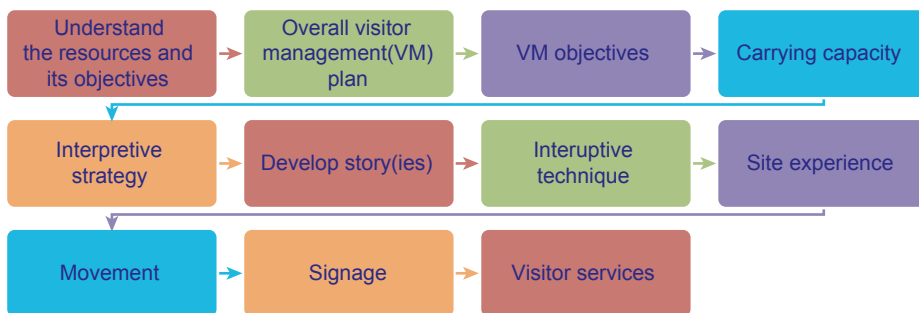 Understand
the resources and
its objectives
Overall visitor
management(VM)
plan
VM objectives
Carrying capacity
Interpretive
strategy
Develop story(ies)
Interuptive
technique
Site experience
Movement
Signage
Visitor services